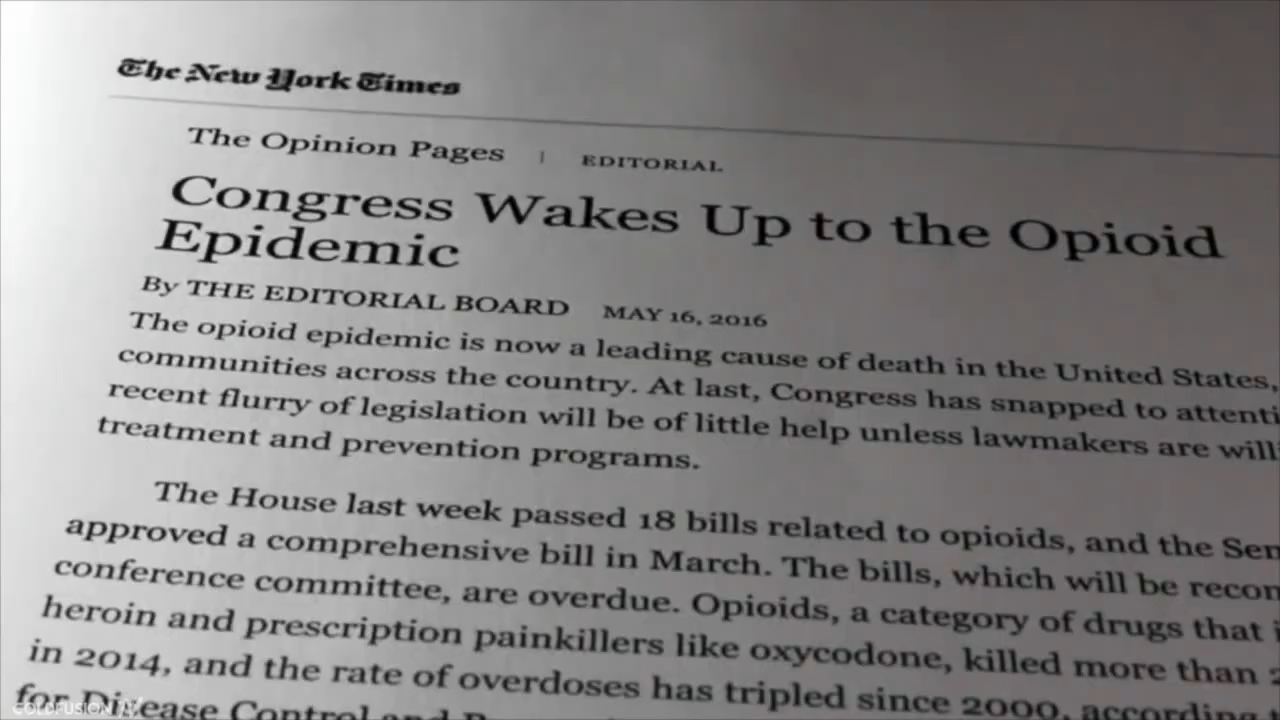 The New York Times
The Opinion Pages | EDITORIAL
Congress Wakes Up to the Opioid
Epidemic
By THE EDITORIAL BOARD MAY 16, 2016
The opioid epidemic is now a leading cause of death in the United States,
communities across the country. At last, Congress has snapped to attenti
recent flurry of legislation will be of little help unless lawmakers are will
treatment and prevention programs.
The House last week passed 18 bills related to opioids, and the Sen
approved a comprehensive bill in March. The bills, which will be recon
conference committee, are overdue. Opioids, a category of drugs that i
heroin and prescription painkillers like oxycodone, killed more than 2
in 2014, and the rate of overdoses has tripled since 2000, according t
for Disease Control and
COLDFUSION